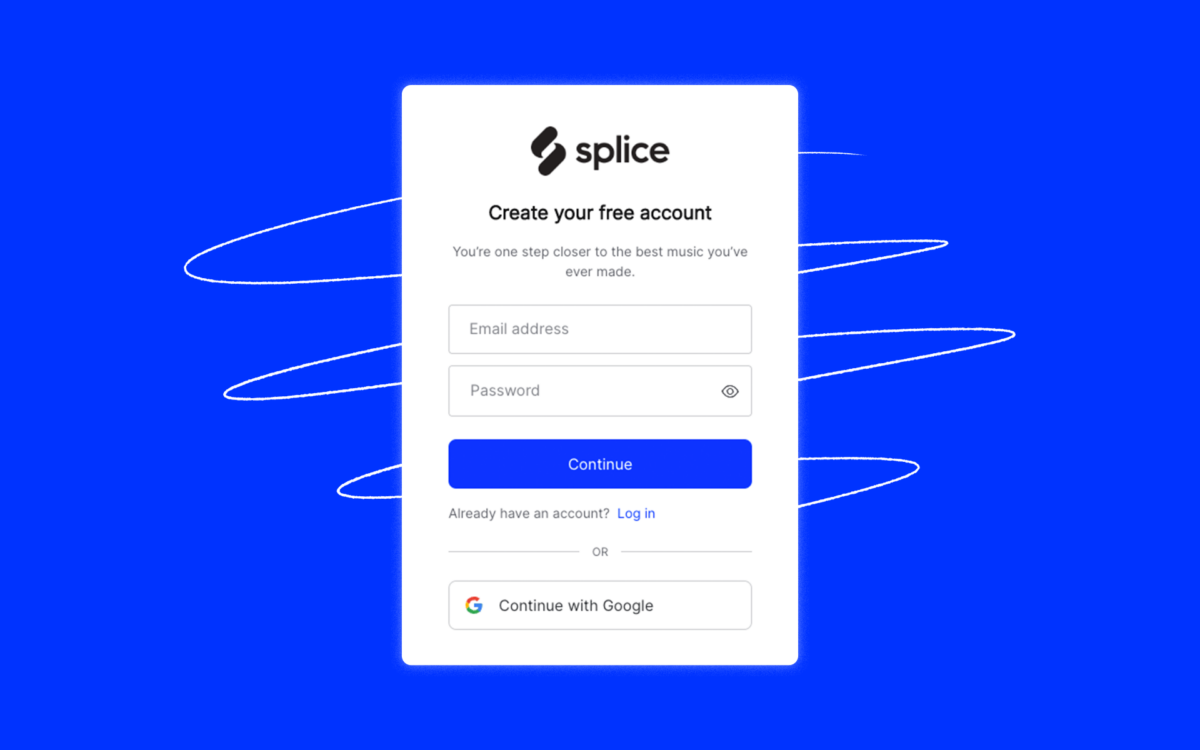 splice
Create your free account
You're one step closer to the best music you've
ever made.
Email address
Password
Continue
Already have an account? Log in
OR
Continue with Google